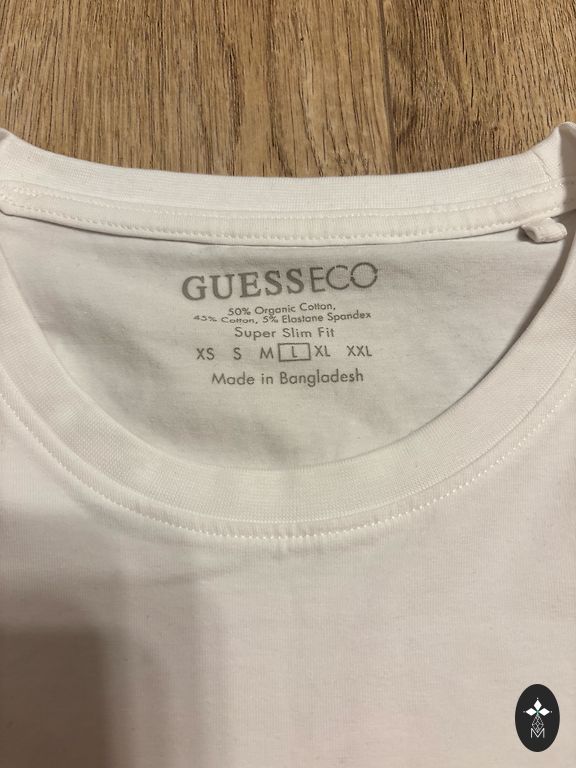 GUESSECO
50% Organic Cotton,
45% Cotton, 5% Elastane Spandex
Super Slim Fit
XS S M L XL XXL
Made in Bangladesh
M